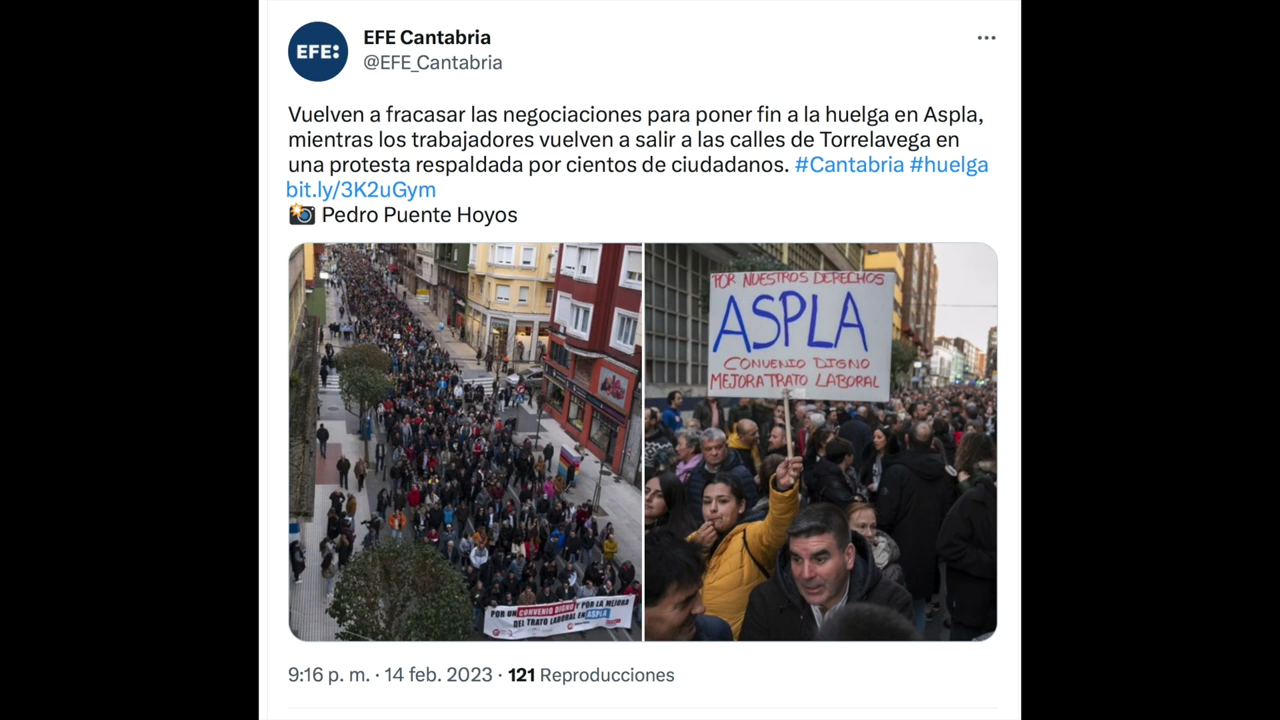 EFE:
EFE Cantabria
@EFE_Cantabria
Vuelven a fracasar las negociaciones para poner fin a la huelga en Aspla,
mientras los trabajadores vuelven a salir a las calles de Torrelavega en
una protesta respaldada por cientos de ciudadanos. #Cantabria #huelga
bit.ly/3K2uGym
Pedro Puente Hoyos
POR UN CONVENIO DIGNO Y POR LA MEJORA
DEL TRATO LABORAL EN ASPLA
POR NUESTROS DERECHOS
ASPLA
CONVENIO DIGNO
MEJORA TRATO LABORAL
9:16 p. m. · 14 feb. 2023 · 121 Reproducciones